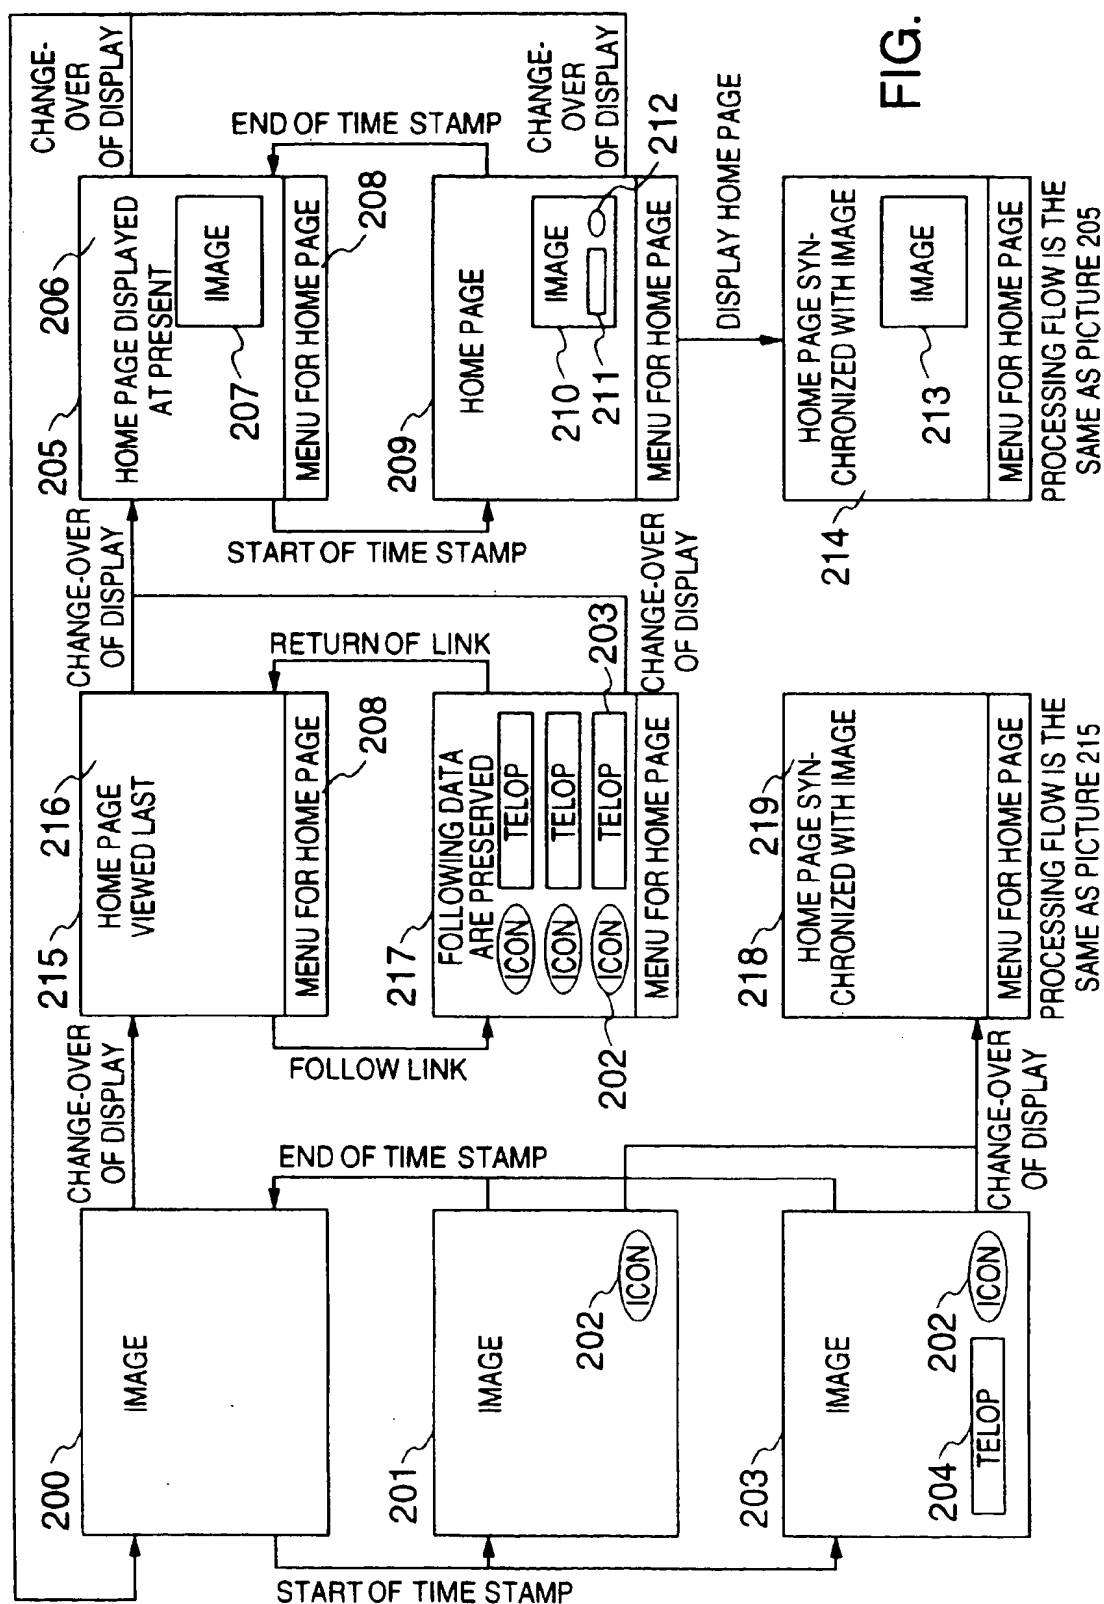 CHANGE-
OVER
OF DISPLAY
CHANGE-
OVER
OF DISPLAY
FIG.
END OF TIME STAMP
205
206
HOME PAGE DISPLAYED
AT PRESENT
IMAGE
207
MENU FOR HOME PAGE
208
209
HOME PAGE
IMAGE
210
211
212
MENU FOR HOME PAGE
DISPLAY HOME PAGE
HOME PAGE SYN-
CHRONIZED WITH IMAGE
IMAGE
213
214
MENU FOR HOME PAGE
PROCESSING FLOW IS THE
SAME AS PICTURE 205
START OF TIME STAMP
CHANGE-OVER
OF DISPLAY
CHANGE-OVER
OF DISPLAY
RETURN OF LINK
215
216
HOME PAGE
VIEWED LAST
MENU FOR HOME PAGE
208
217
FOLLOWING DATA
ARE PRESERVED
ICON
TELOP
ICON
TELOP
ICON
TELOP
202
203
MENU FOR HOME PAGE
218
219
HOME PAGE SYN-
CHRONIZED WITH IMAGE
MENU FOR HOME PAGE
PROCESSING FLOW IS THE
SAME AS PICTURE 215
FOLLOW LINK
CHANGE-OVER
OF DISPLAY
CHANGE-OVER
OF DISPLAY
END OF TIME STAMP
200
IMAGE
201
IMAGE
202
ICON
203
IMAGE
204
TELOP
202
ICON
START OF TIME STAMP